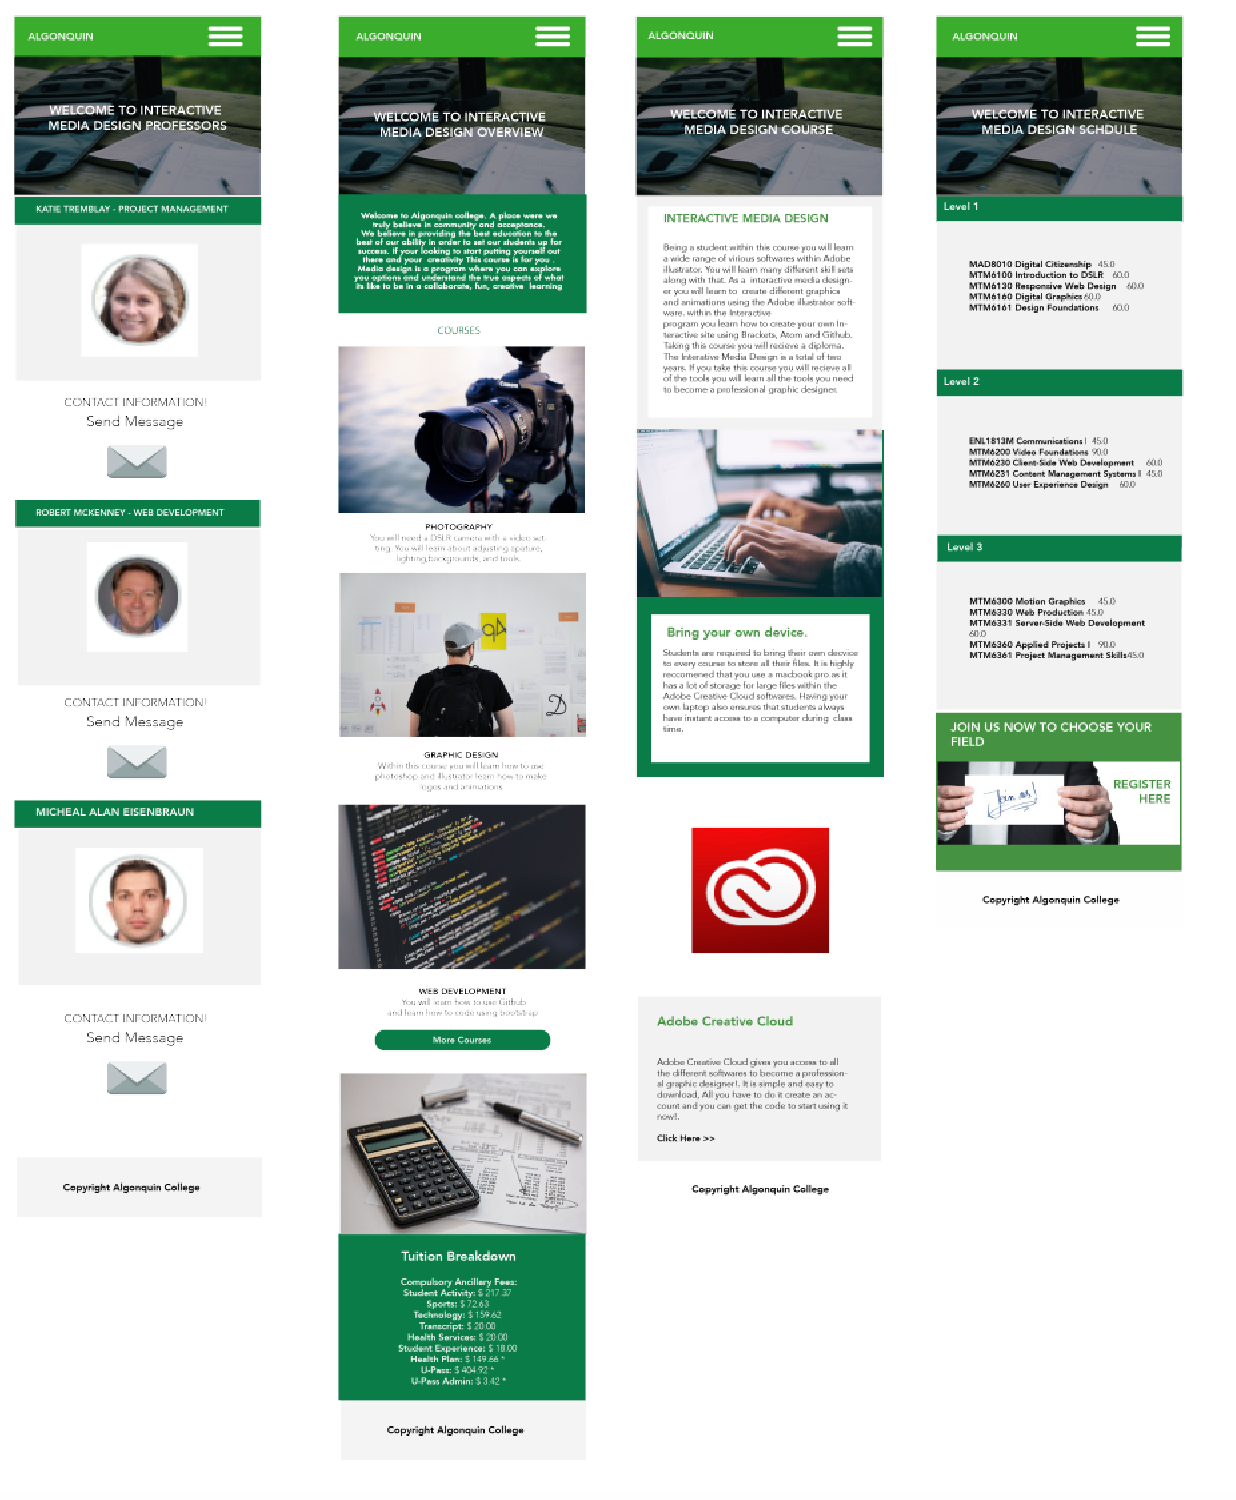 ALGONQUIN
WELCOME TO INTERACTIVE
MEDIA DESIGN PROFESSORS
KATIE TREMBLAY - PROJECT MANAGEMENT
CONTACT INFORMATION!
Send Message
ROBERT MCKENNEY - WEB DEVELOPMENT
CONTACT INFORMATION!
Send Message
MICHEAL ALAN EISENBRAUN
CONTACT INFORMATION!
Send Message
Copyright Algonquin College
ALGONQUIN
WELCOME TO INTERACTIVE
MEDIA DESIGN OVERVIEW
Welcome to Algonquin college. A place were we
truly believe in community and acceptance.
We believe in providing the best education to the
best of our ability in order to set our students up for
success. if your looking to start putting yourself out
there and your creativity This course is for you .
Media design is a program where you can explore
you options and understand the true aspects of what
its like to be in a collaborate, fun, creative learning
COURSES
PHOTOGRAPHY
You will need a DSLR camera with a video set-
ting. You will learn about adjusting apature,
lighting backgrounds, and tools.
GRAPHIC DESIGN
Within this course you will learn how to use
photoshop and illustrator learn how to make
logos and animations
WEB DEVELOPMENT
You will learn how to use Github
and learn how to code using bootstrap
More Courses
Tuition Breakdown
Compulsory Ancillary Fees:
Student Activity: $ 217.37
Sports: $ 72.63
Technology: $ 159.62
Transcript: $ 20.00
Health Services: $ 20.00
Student Experience: $ 18.00
Health Plan: $ 149.66 *
U-Pass: $ 404.92 *
U-Pass Admin: $ 3.42 *
Copyright Algonquin College
ALGONQUIN
WELCOME TO INTERACTIVE
MEDIA DESIGN COURSE
INTERACTIVE MEDIA DESIGN
Being a student within this course you will learn
a wide range of virious softwares within Adobe
illustrator. You will learn many different skill sets
along with that. As a interactive media design-
er you will learn to create different graphics
and animations using the Adobe illustrator soft-
ware. within the Interactive
program you learn how to create your own In-
teractive site using Brackets, Atom and Github.
Taking this course you will recieve a diploma.
The Interative Media Design is a total of two
years. If you take this course you will recieve all
of the tools you will learn all the tools you need
to become a professional graphic designer.
Bring your own device.
Students are required to bring their own decvice
to every course to store all their files. It is highly
reccomened that you use a macbook pro as it
has a lot of storage for large files within the
Adobe Creative Cloud softwares. Having your
own laptop also ensures that students always
have instant access to a computer during class
time.
Adobe Creative Cloud
Adobe Creative Cloud gives you access to all
the different softwares to become a profession-
al graphic designer!. It is simple and easy to
download, All you have to do it create an ac-
count and you can get the code to start using it
now!.
Click Here >>
Copyright Algonquin College
ALGONQUIN
WELCOME TO INTERACTIVE
MEDIA DESIGN SCHDULE
Level 1
MAD8010 Digital Citizenship 45.0
MTM6100 Introduction to DSLR 60.0
MTM6130 Responsive Web Design 60.0
MTM6160 Digital Graphics 60.0
MTM6161 Design Foundations 60.0
Level 2
ENL1813M Communications I 45.0
MTM6200 Video Foundations 90.0
MTM6230 Client-Side Web Development 60.0
MTM6231 Content Management Systems I 45.0
MTM6260 User Experience Design 60.0
Level 3
MTM6300 Motion Graphics 45.0
MTM6330 Web Production 45.0
MTM6331 Server-Side Web Development
60.0
MTM6360 Applied Projects I 90.0
MTM6361 Project Management Skills 45.0
JOIN US NOW TO CHOOSE YOUR
FIELD
Join us!
REGISTER
HERE
Copyright Algonquin College